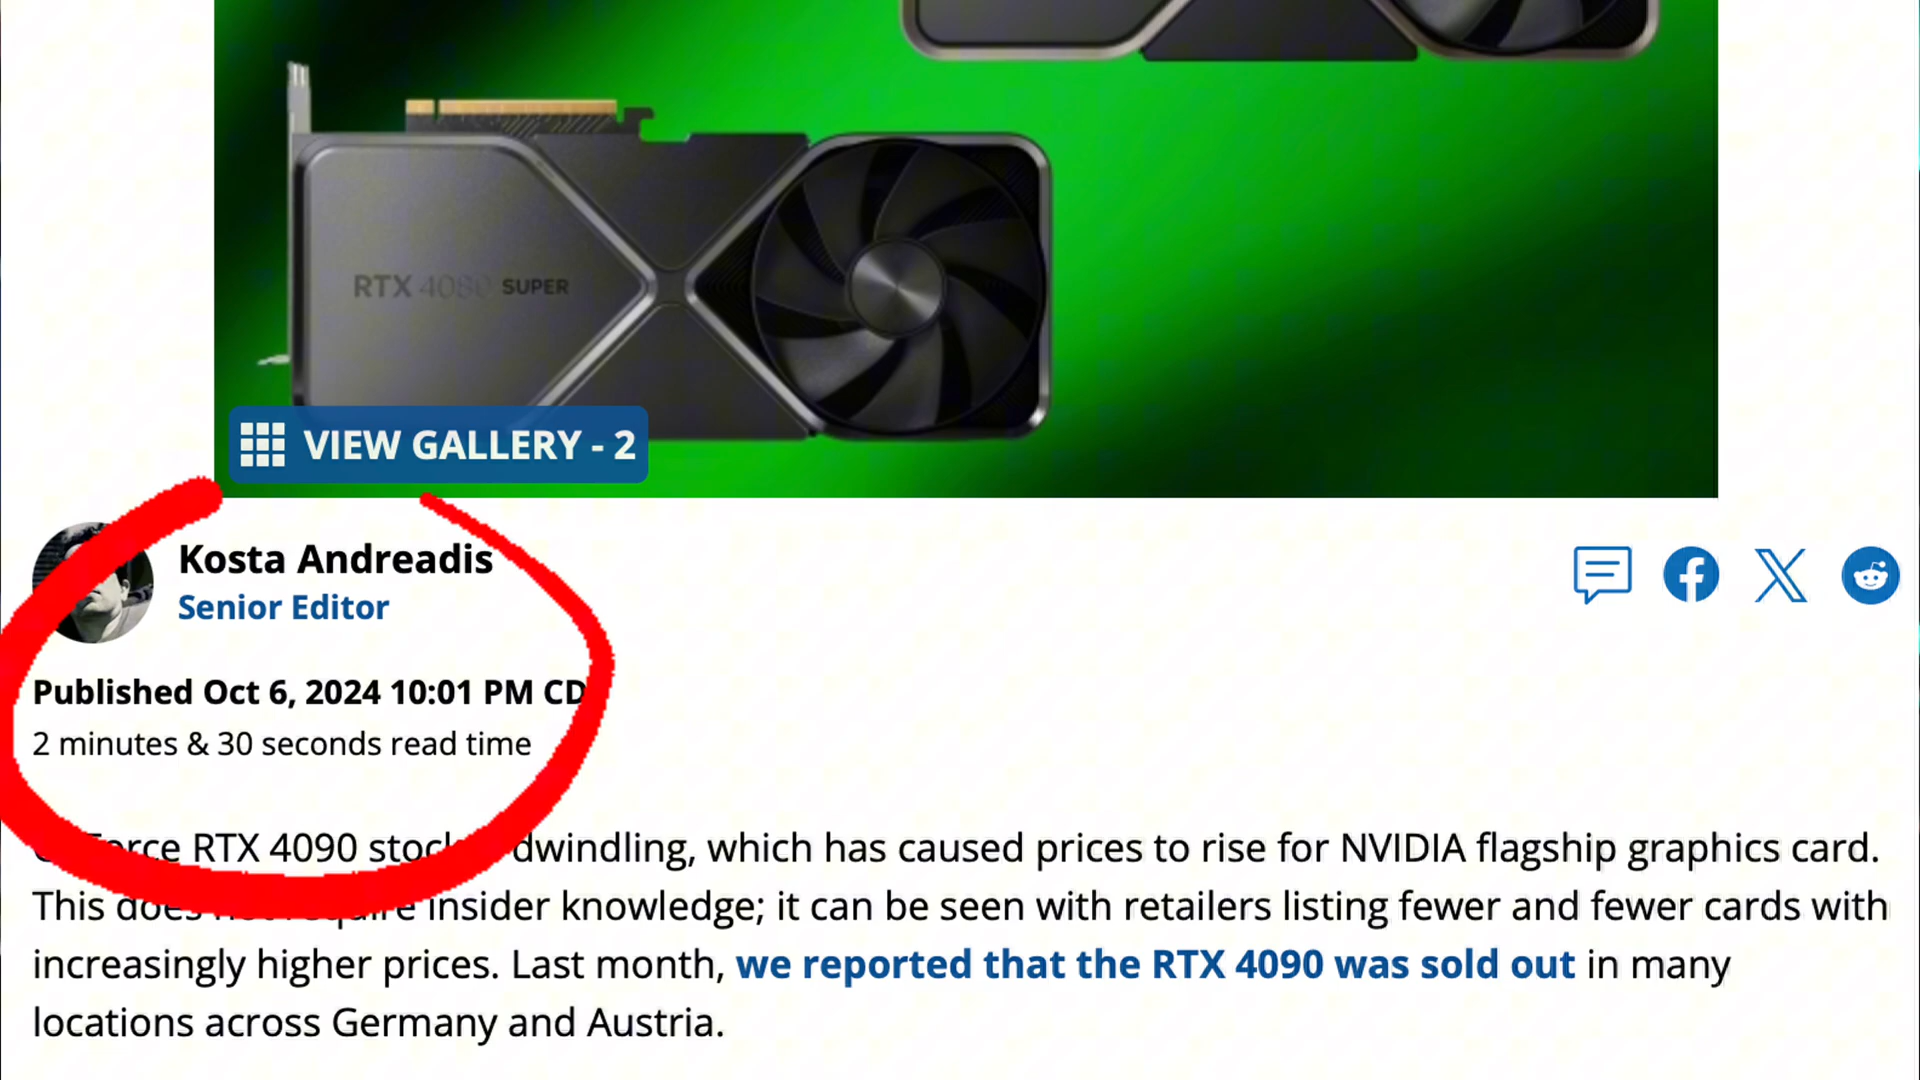 RTX 4080 SUPER
VIEW GALLERY - 2
Kosta Andreadis
Senior Editor
Published Oct 6, 2024 10:01 PM CD
2 minutes & 30 seconds read time
RTX 4090 dwindling, which has caused prices to rise for NVIDIA flagship graphics card.
This insider knowledge; it can be seen with retailers listing fewer and fewer cards with
increasingly higher prices. Last month, we reported that the RTX 4090 was sold out in many
locations across Germany and Austria.